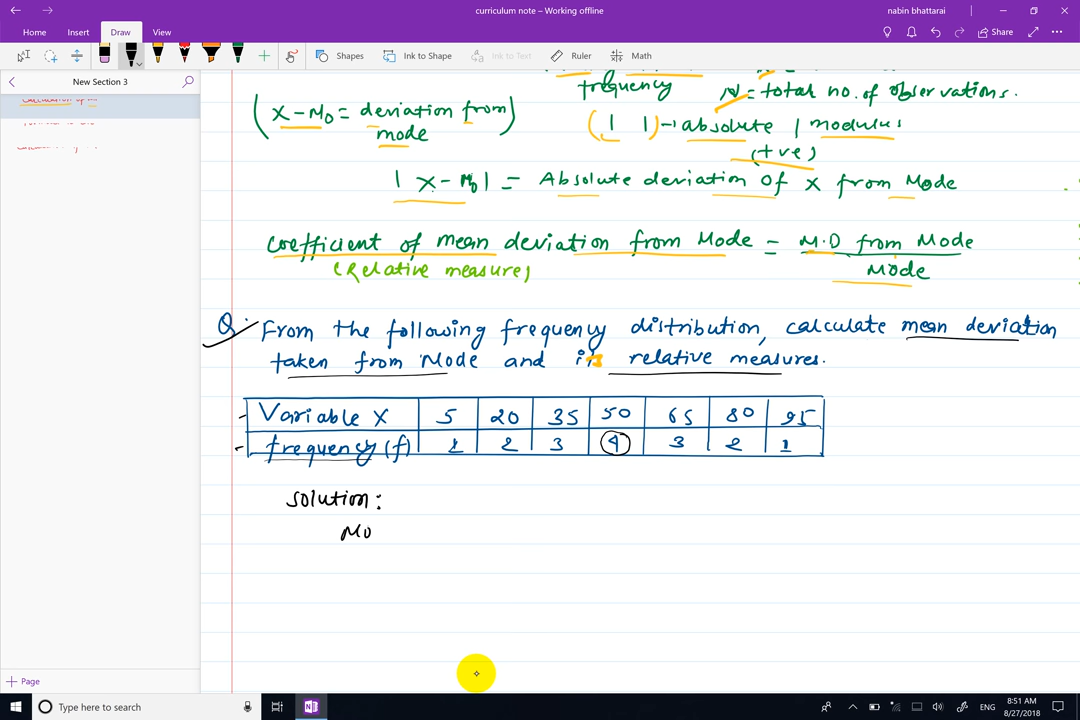 curriculum note – Working offline
nabin bhattarai
Home Insert Draw View
Share
Shapes Ink to Shape Ink to Text Ruler Math
New Section 3
frequency N = total no. of observations.
(X - Mo = deviation from mode)
( | | ) → absolute / modulus
(+ve)
| X - Mo | = Absolute deviation of X from Mode
coefficient of mean deviation from Mode = M.D from Mode / Mode
(Relative measure)
Q. From the following frequency distribution, calculate mean deviation
taken from Mode and its relative measures.
Variable X 5 20 35 50 65 80 95
frequency (f) 1 2 3 4 3 2 1
Solution:
Mo
Page
Type here to search
ENG
8:51 AM
8/27/2018